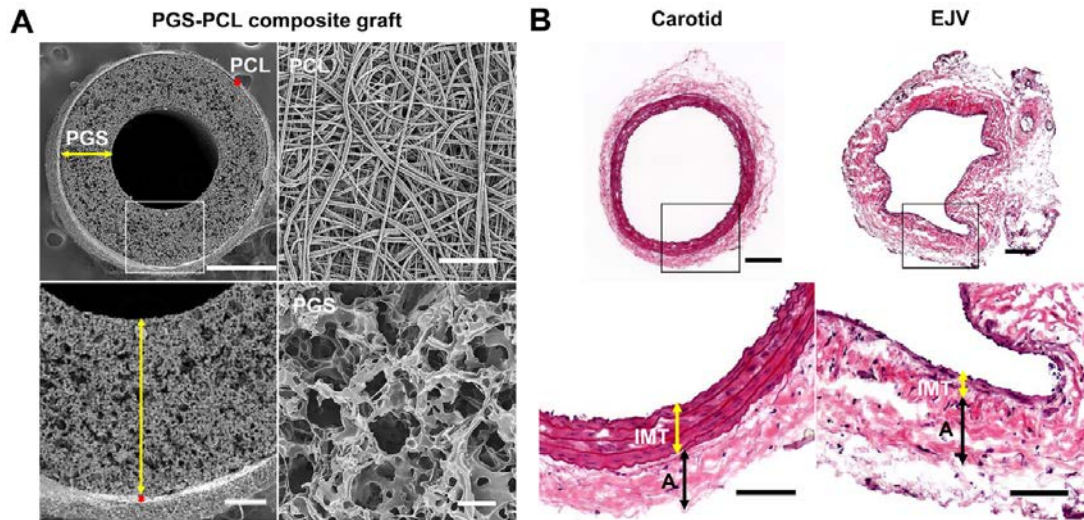 A
PGS-PCL composite graft
PCL
PGS
PCL
PGS
B
Carotid
EJV
IMT
A
IMT
A